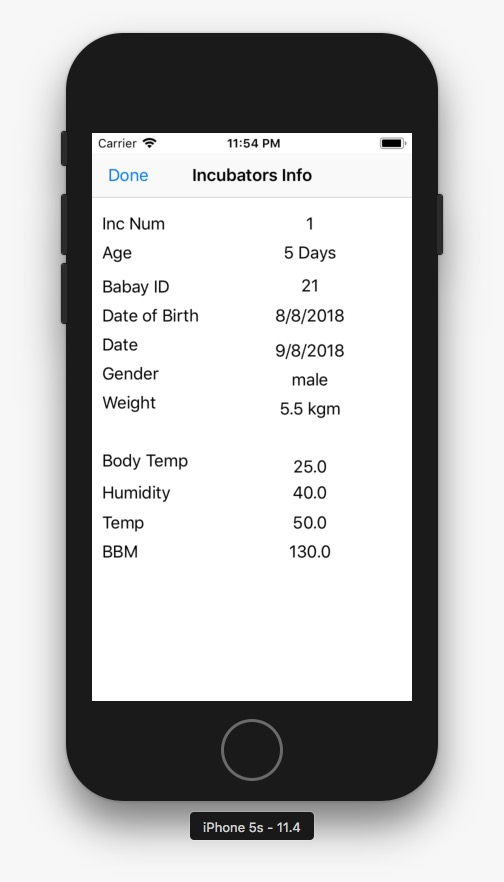 Carrier 11:54 PM
Done Incubators Info
Inc Num 1
Age 5 Days
Babay ID 21
Date of Birth 8/8/2018
Date 9/8/2018
Gender male
Weight 5.5 kgm
Body Temp 25.0
Humidity 40.0
Temp 50.0
BBM 130.0
iPhone 5s - 11.4